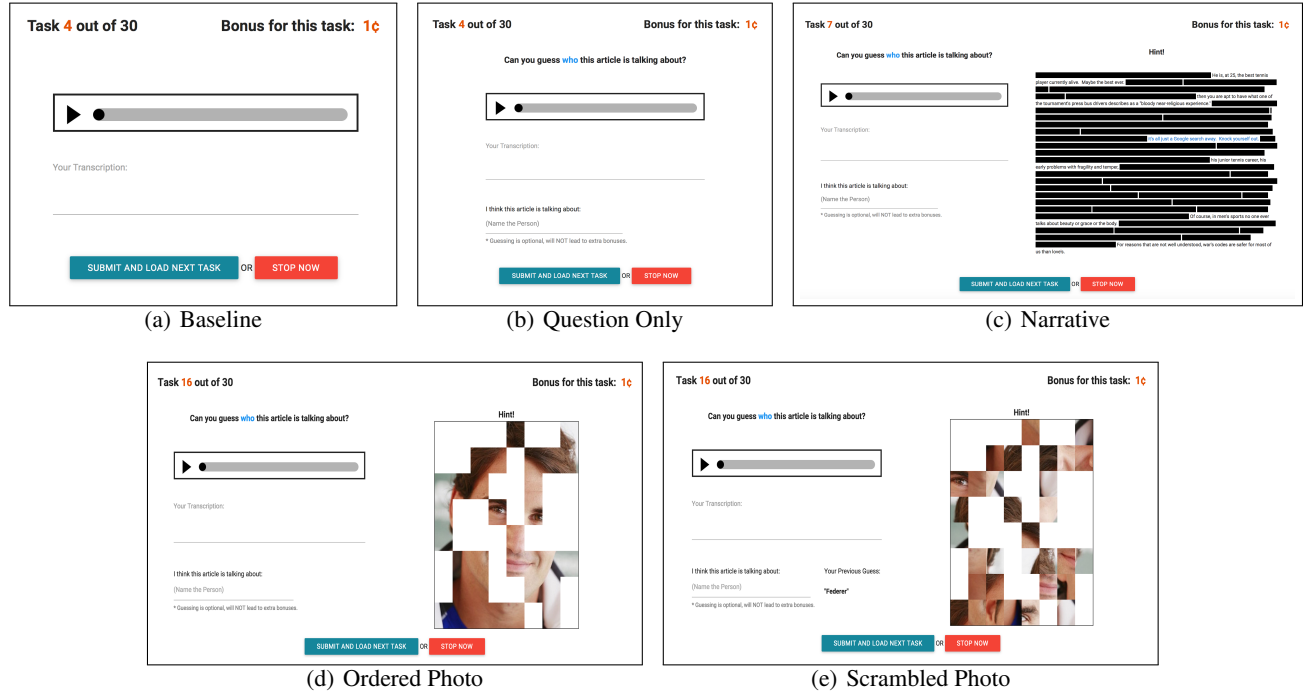 Task 4 out of 30
Bonus for this task: 1¢
Your Transcription:
SUBMIT AND LOAD NEXT TASK OR STOP NOW
(a) Baseline
Task 4 out of 30
Bonus for this task: 1¢
Can you guess who this article is talking about?
Your Transcription:
I think this article is talking about:
(Name the Person)
* Guessing is optional, will NOT lead to extra bonuses.
SUBMIT AND LOAD NEXT TASK OR STOP NOW
(b) Question Only
Task 7 out of 30
Bonus for this task: 1¢
Can you guess who this article is talking about?
Your Transcription:
I think this article is talking about:
(Name the Person)
* Guessing is optional, will NOT lead to extra bonuses.
Hint!
He is, at 25, the best tennis
player currently alive. Maybe the best ever.
then you are apt to have what one of
the tournament's press bus drivers describes as a "bloody near-religious experience."
It's all just a Google search away. Knock yourself out.
his junior tennis career, his
early problems with fragility and temper,
Of course, in men's sports no one ever
talks about beauty or grace or the body.
For reasons that are not well understood, war's codes are safer for most of
us than love's.
SUBMIT AND LOAD NEXT TASK OR STOP NOW
(c) Narrative
Task 16 out of 30
Bonus for this task: 1¢
Can you guess who this article is talking about?
Your Transcription:
I think this article is talking about:
(Name the Person)
* Guessing is optional, will NOT lead to extra bonuses.
Hint!
SUBMIT AND LOAD NEXT TASK OR STOP NOW
(d) Ordered Photo
Task 16 out of 30
Bonus for this task: 1¢
Can you guess who this article is talking about?
Your Transcription:
I think this article is talking about:
(Name the Person)
* Guessing is optional, will NOT lead to extra bonuses.
Your Previous Guess:
"Federer"
Hint!
SUBMIT AND LOAD NEXT TASK OR STOP NOW
(e) Scrambled Photo